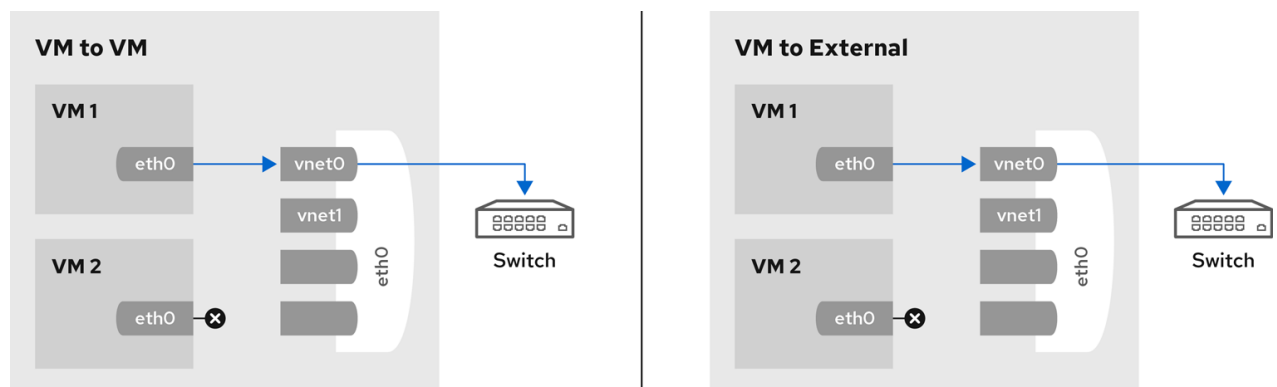 VM to VM
VM 1
eth0
vnet0
vnet1
eth0
Switch
VM 2
eth0
VM to External
VM 1
eth0
vnet0
vnet1
eth0
Switch
VM 2
eth0